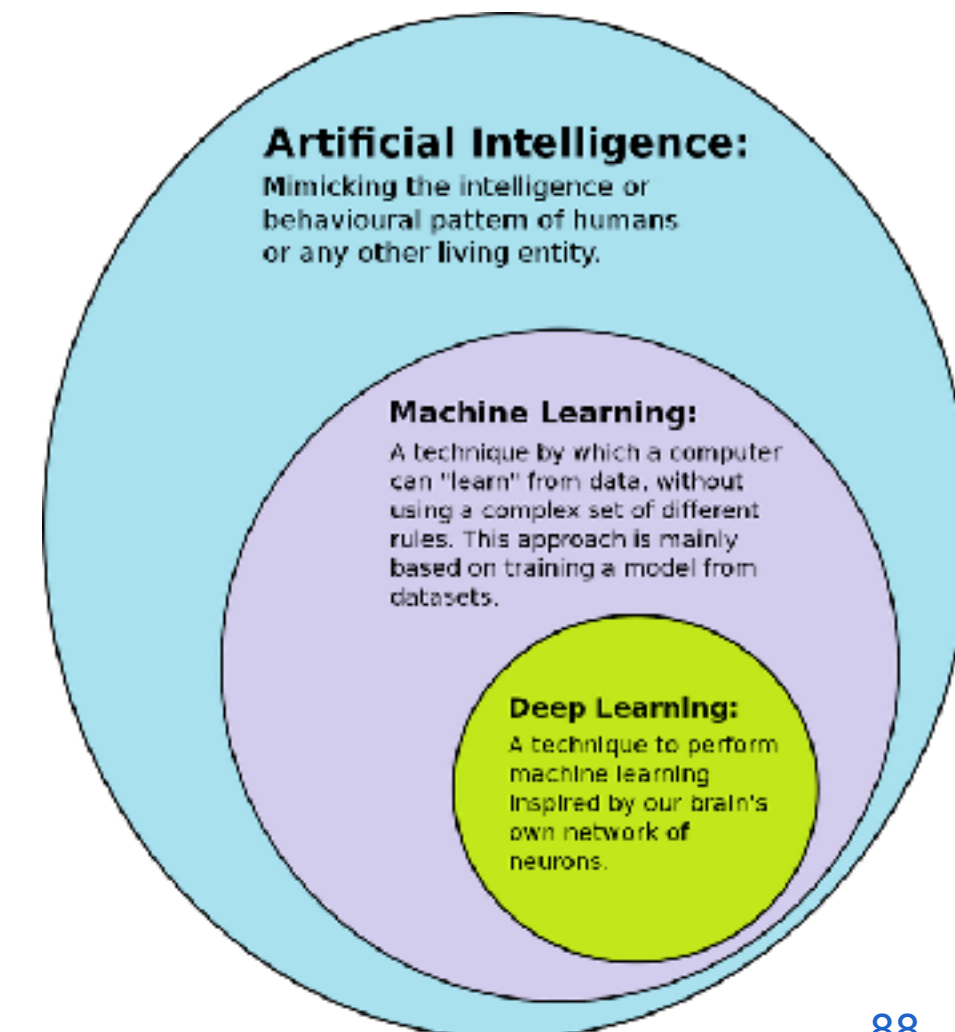 Artificial Intelligence:
Mimicking the intelligence or
behavioural pattern of humans
or any other living entity.
Machine Learning:
A technique by which a computer
can "learn" from data, without
using a complex set of different
rules. This approach is mainly
based on training a model from
datasets.
Deep Learning:
A technique to perform
machine learning
inspired by our brain's
own network of
neurons.
88